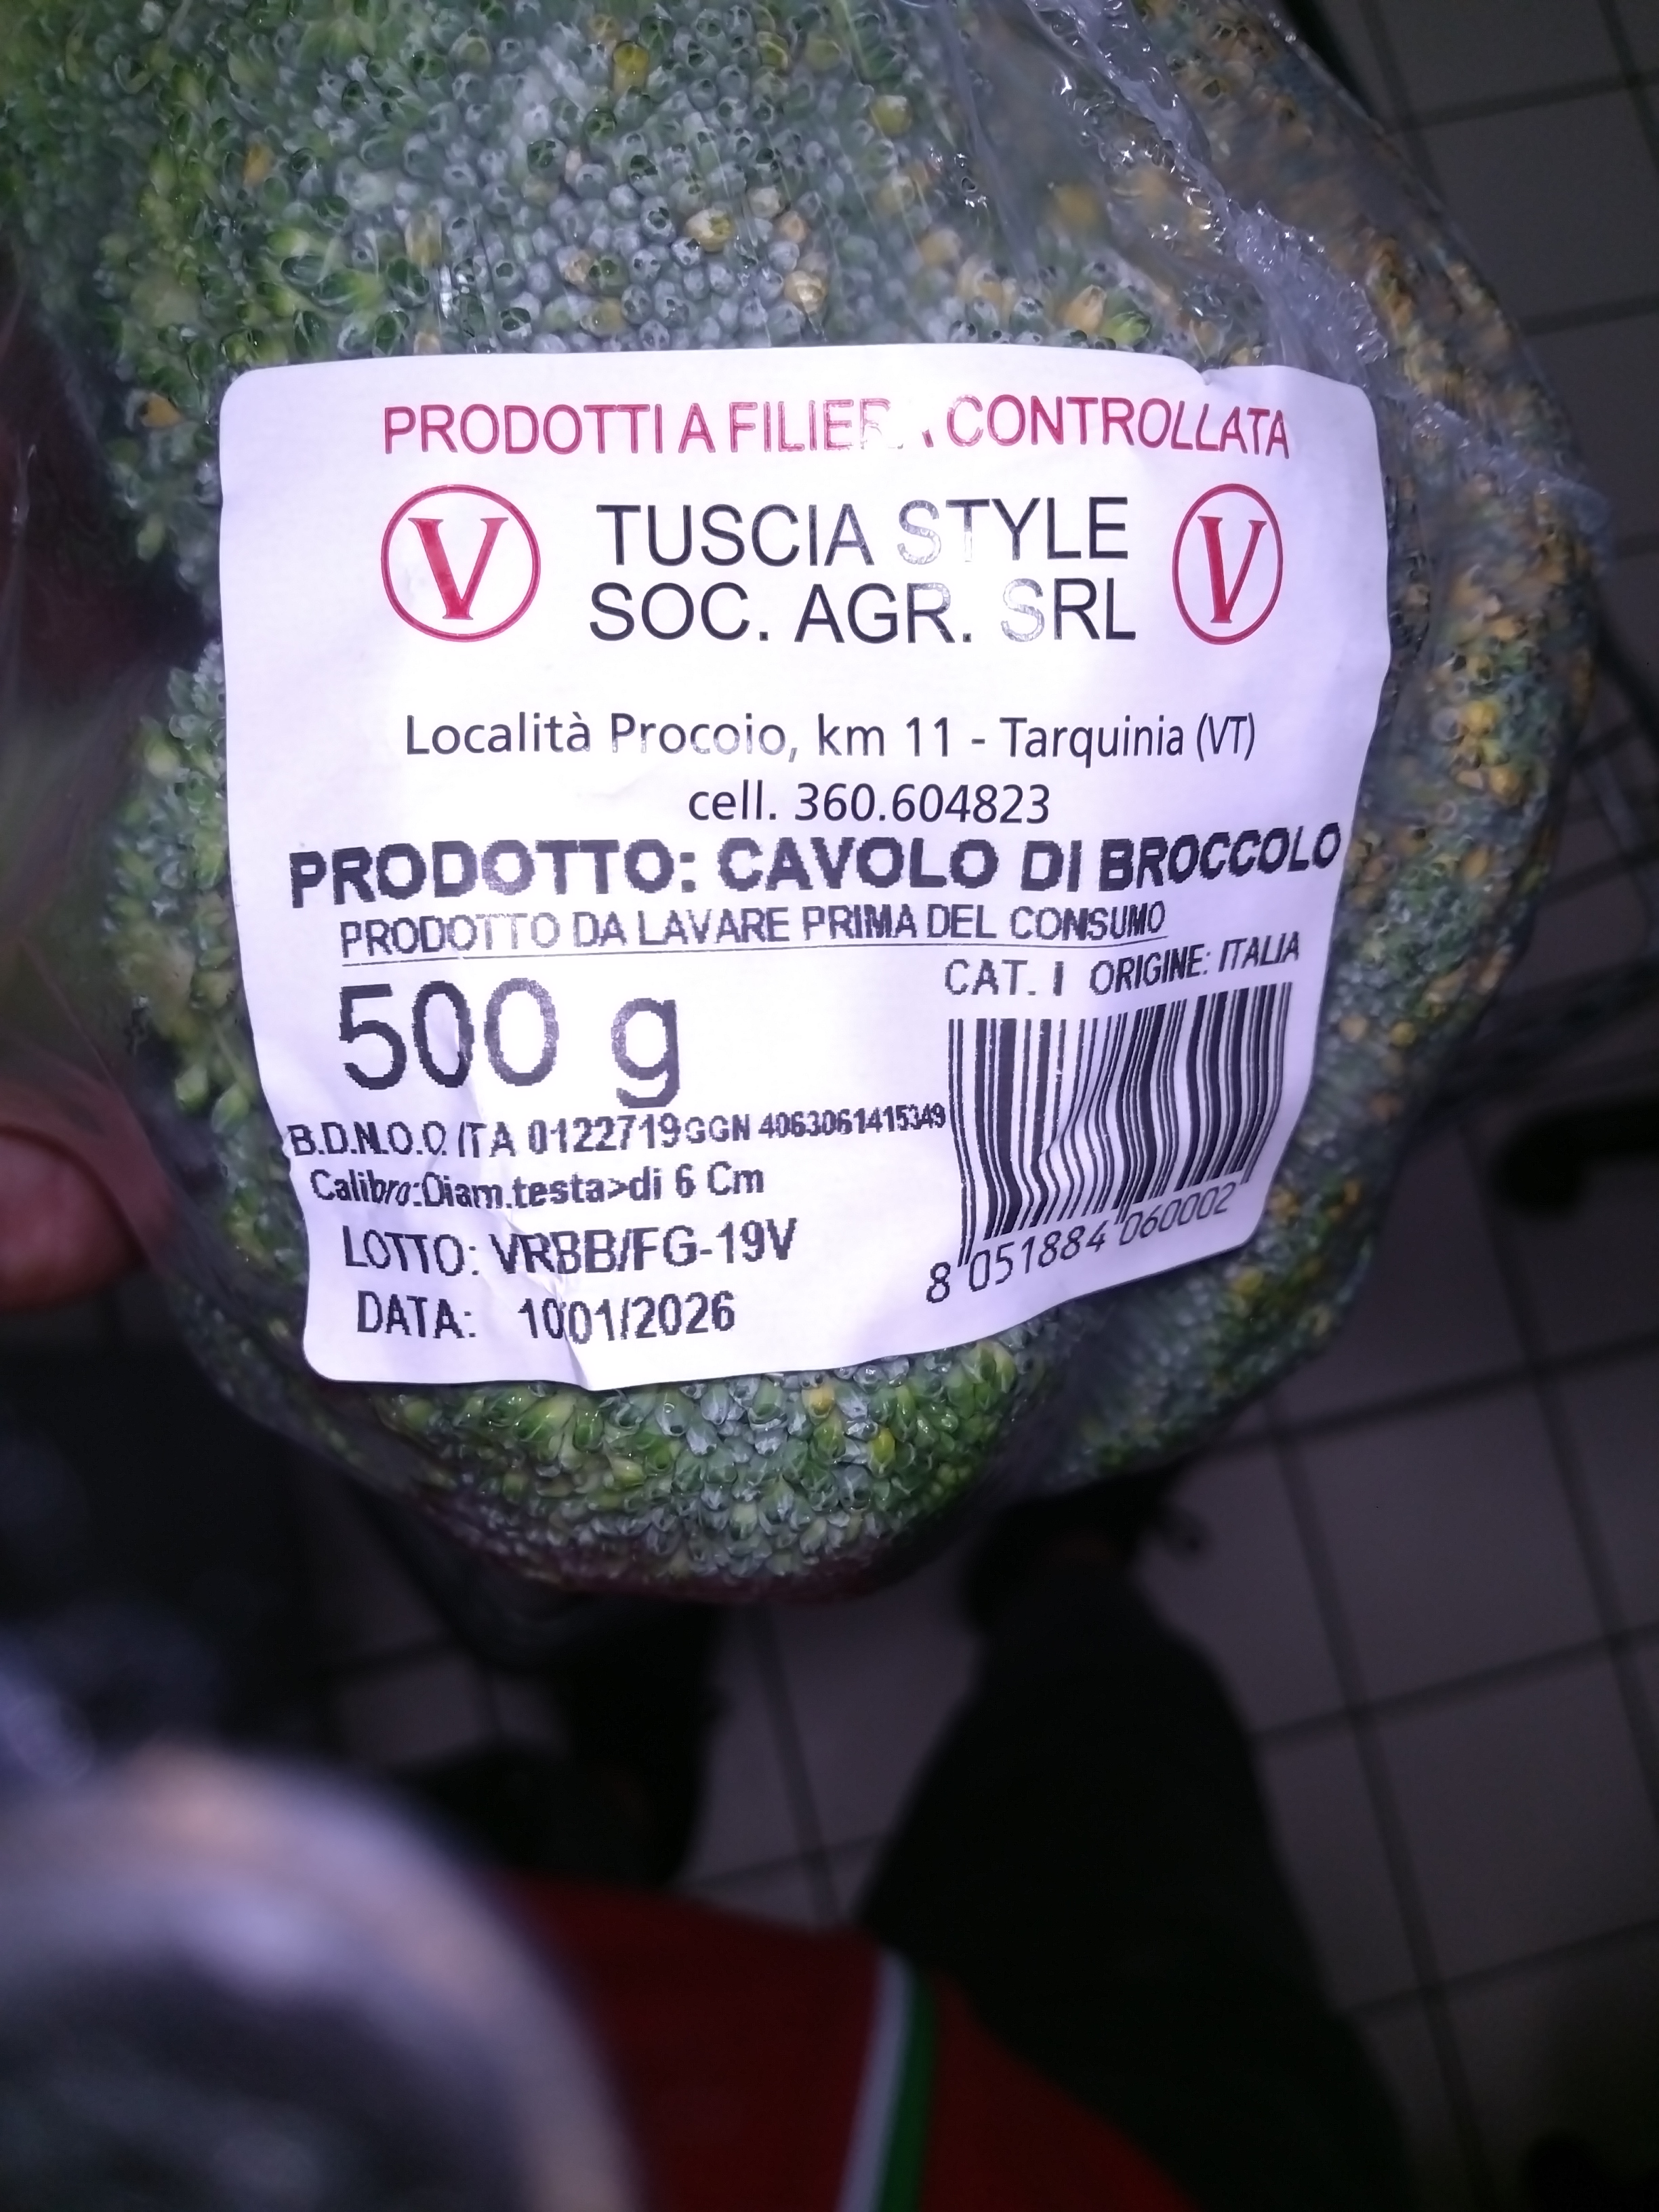 PRODOTTI A FILIERA CONTROLLATA
V TUSCIA STYLE V
SOC. AGR. SRL
Località Procoio, km 11 - Tarquinia (VT)
cell. 360.604823
PRODOTTO: CAVOLO DI BROCCOLO
PRODOTTO DA LAVARE PRIMA DEL CONSUMO
CAT. I ORIGINE: ITALIA
500 g
B.D.N.O.O ITA 0122719 GGN 4063061415349
Calibro:Diam.testa>di 6 Cm
LOTTO: VRBB/FG-19V
DATA: 10/01/2026
8 051884 060002